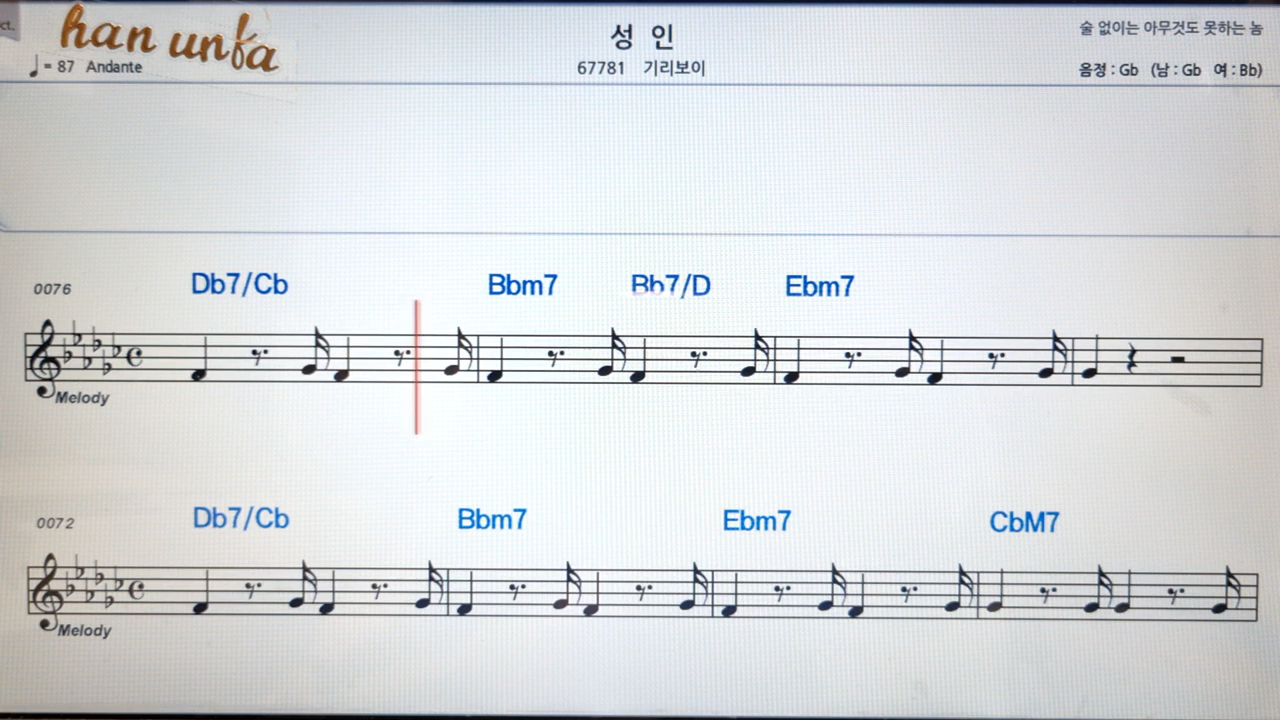 ct.
han unfa
= 87 Andante
성 인
67781 기리보이
술 없이는 아무것도 못하는 놈
음정 : Gb (남 : Gb 여 : Bb)
0076 Db7/Cb Bbm7 Bb7/D Ebm7
Melody
0072 Db7/Cb Bbm7 Ebm7 CbM7
Melody